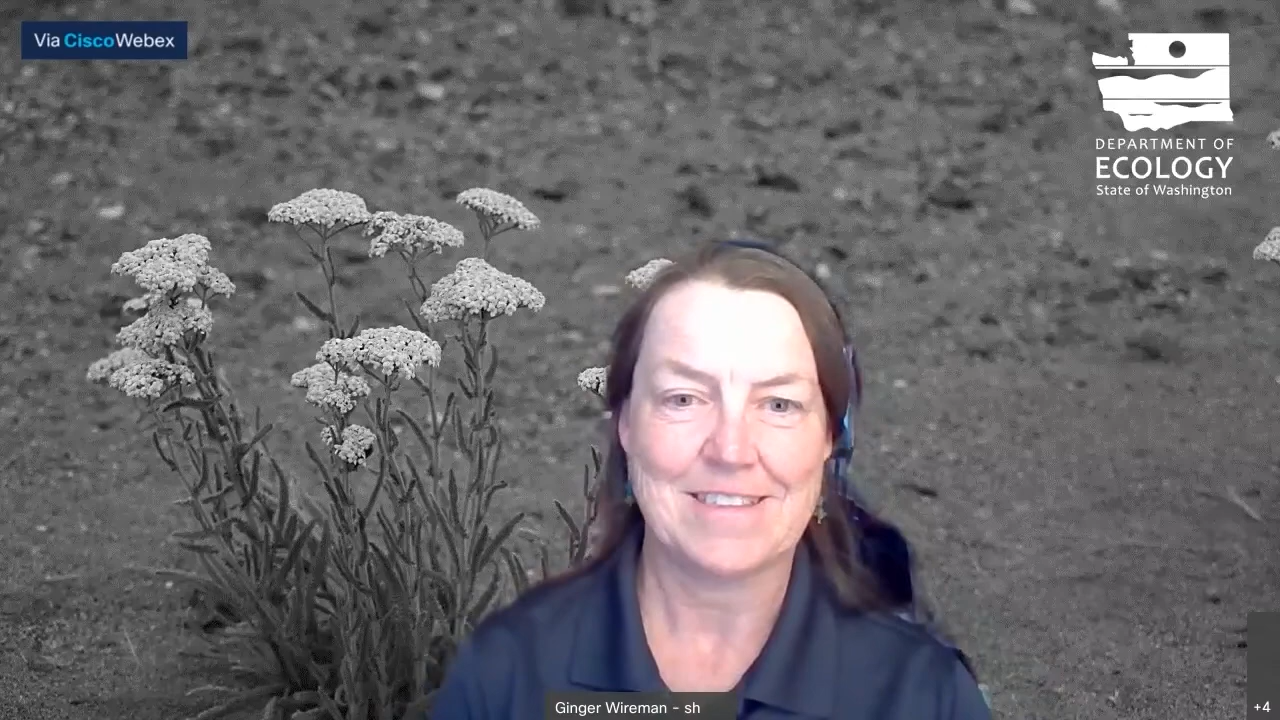 Via CiscoWebex
DEPARTMENT OF
ECOLOGY
State of Washington
Ginger Wireman - sh
+4